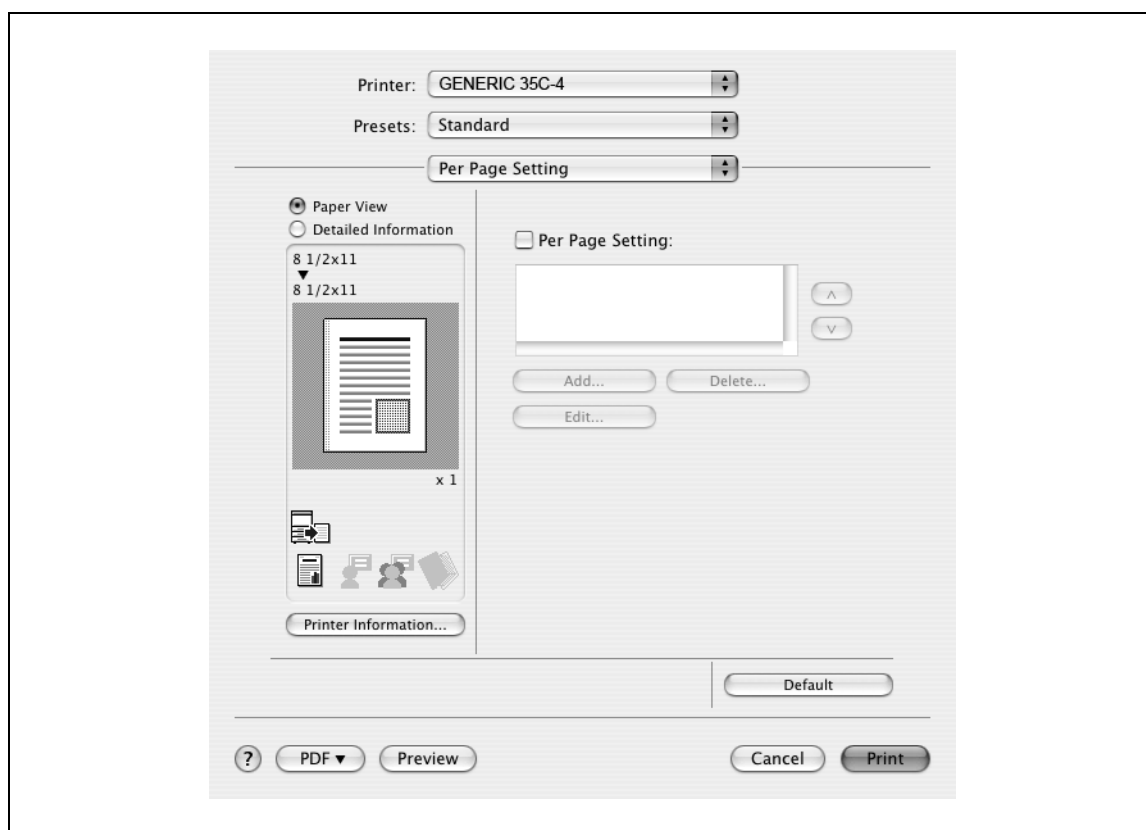 Printer: GENERIC 35C-4
Presets: Standard
Per Page Setting
Paper View
Detailed Information
8 1/2x11
8 1/2x11
x 1
Printer Information...
Per Page Setting:
Add... Delete...
Edit...
Default
? PDF Preview Cancel Print